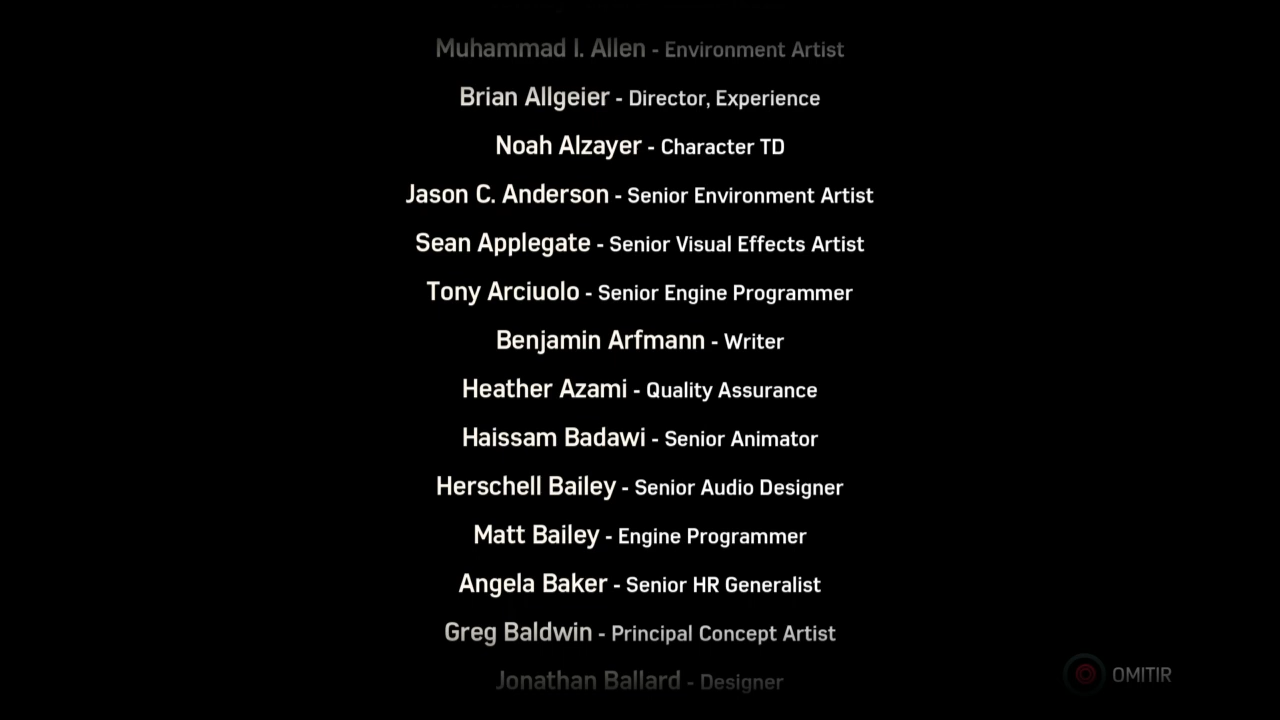 Muhammad I. Allen - Environment Artist
Brian Allgeier - Director, Experience
Noah Alzayer - Character TD
Jason C. Anderson - Senior Environment Artist
Sean Applegate - Senior Visual Effects Artist
Tony Arciuolo - Senior Engine Programmer
Benjamin Arfmann - Writer
Heather Azami - Quality Assurance
Haissam Badawi - Senior Animator
Herschell Bailey - Senior Audio Designer
Matt Bailey - Engine Programmer
Angela Baker - Senior HR Generalist
Greg Baldwin - Principal Concept Artist
Jonathan Ballard - Designer
OMITIR